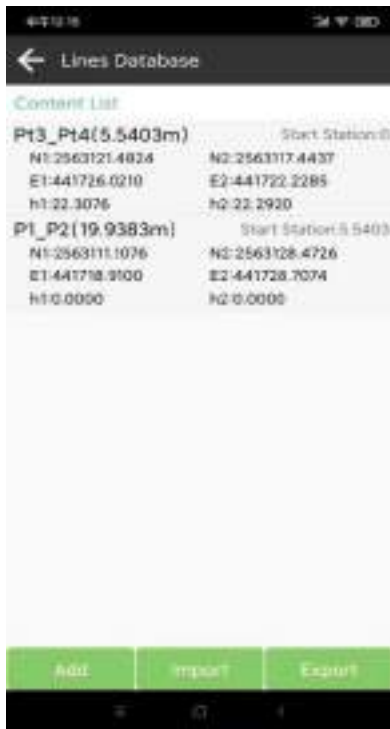 Lines Database
Content List
Pt3_Pt4(5.5403m) Start Station:0
N1:2563121.4824 N2:2563117.4437
E1:441726.0210 E2:441722.2285
h1:22.3076 h2:22.2920
P1_P2(19.9383m) Start Station:5.5403
N1:2563111.1076 N2:2563128.4726
E1:441718.9100 E2:441728.7074
h1:0.0000 h2:0.0000
Add Import Export